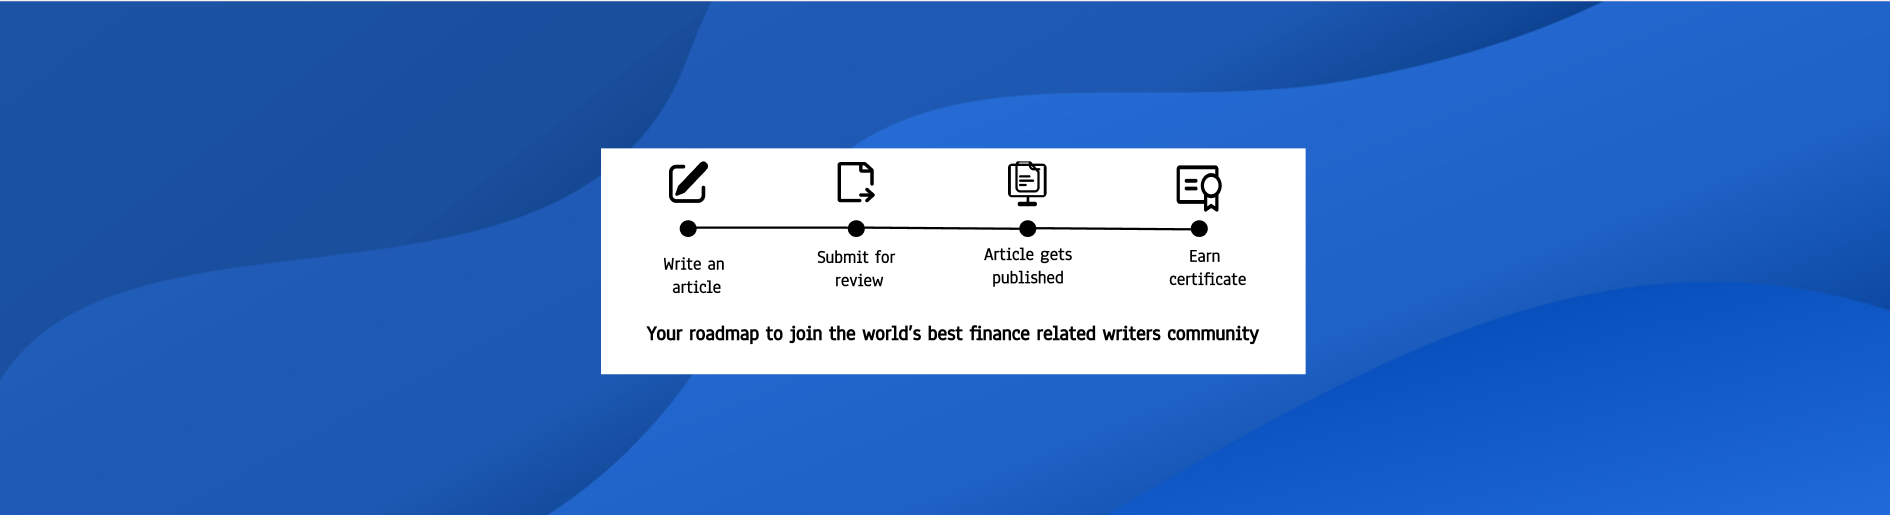 Write an
article
Submit for
review
Article gets
published
Earn
certificate
Your roadmap to join the world's best finance related writers community